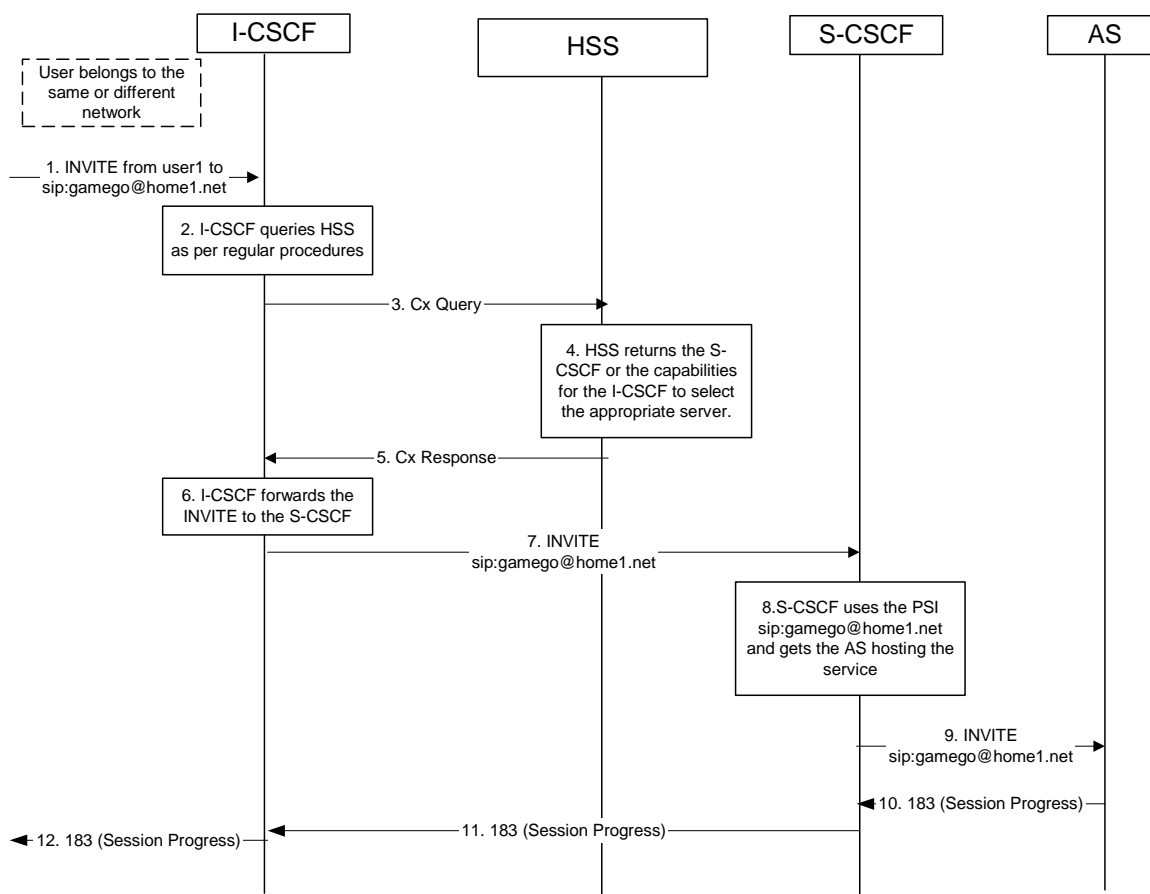 I-CSCF
HSS
S-CSCF
AS
User belongs to the
same or different
network
1. INVITE from user1 to
sip:gamego@home1.net
2. I-CSCF queries HSS
as per regular procedures
3. Cx Query
4. HSS returns the S-
CSCF or the capabilities
for the I-CSCF to select
the appropriate server.
5. Cx Response
6. I-CSCF forwards the
INVITE to the S-CSCF
7. INVITE
sip:gamego@home1.net
8.S-CSCF uses the PSI
sip:gamego@home1.net
and gets the AS hosting the
service
9. INVITE
sip:gamego@home1.net
10. 183 (Session Progress)
11. 183 (Session Progress)
12. 183 (Session Progress)